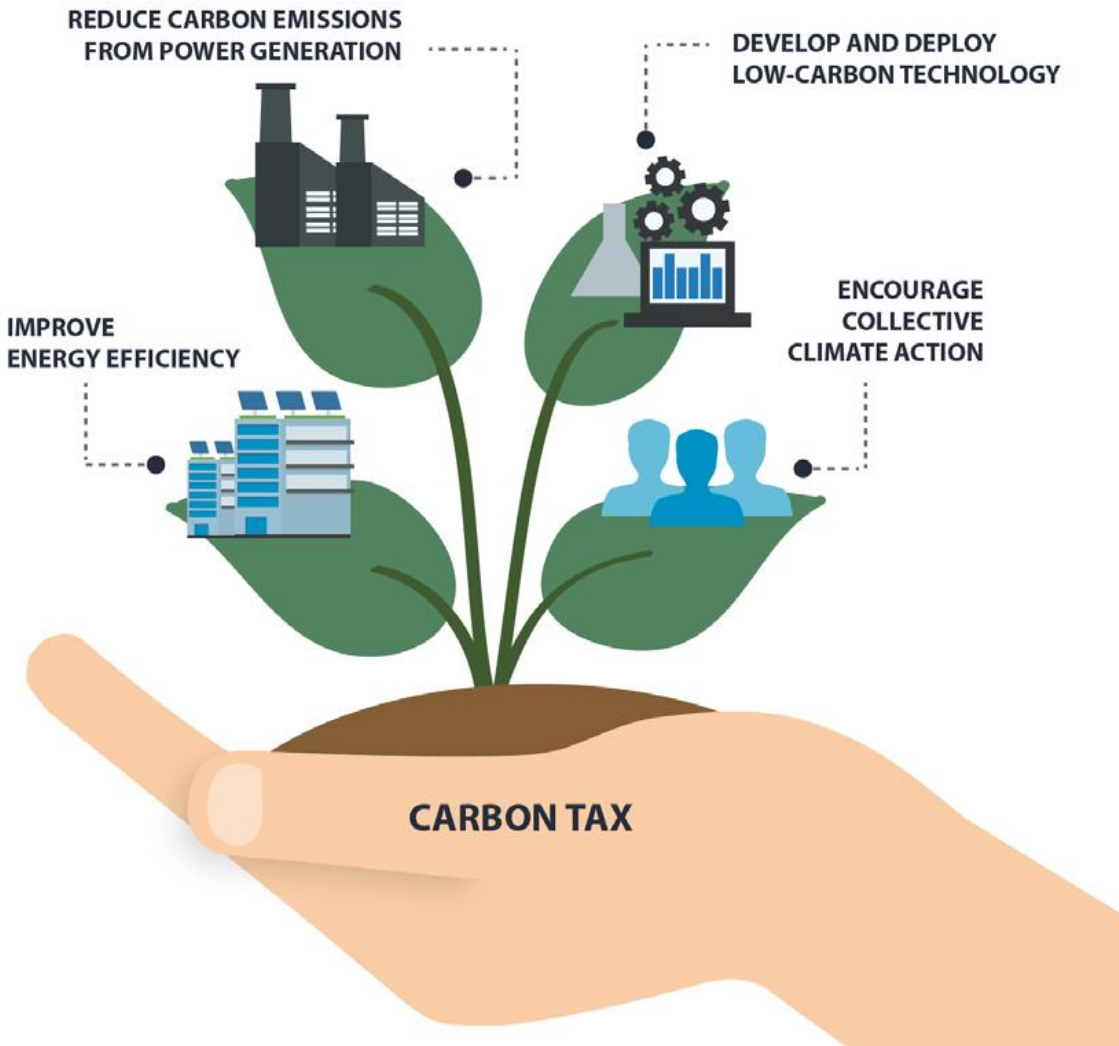 REDUCE CARBON EMISSIONS
FROM POWER GENERATION
DEVELOP AND DEPLOY
LOW-CARBON TECHNOLOGY
IMPROVE
ENERGY EFFICIENCY
ENCOURAGE
COLLECTIVE
CLIMATE ACTION
CARBON TAX